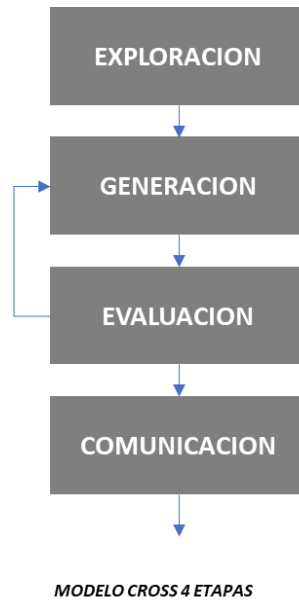 EXPLORACION
GENERACION
EVALUACION
COMUNICACION
MODELO CROSS 4 ETAPAS